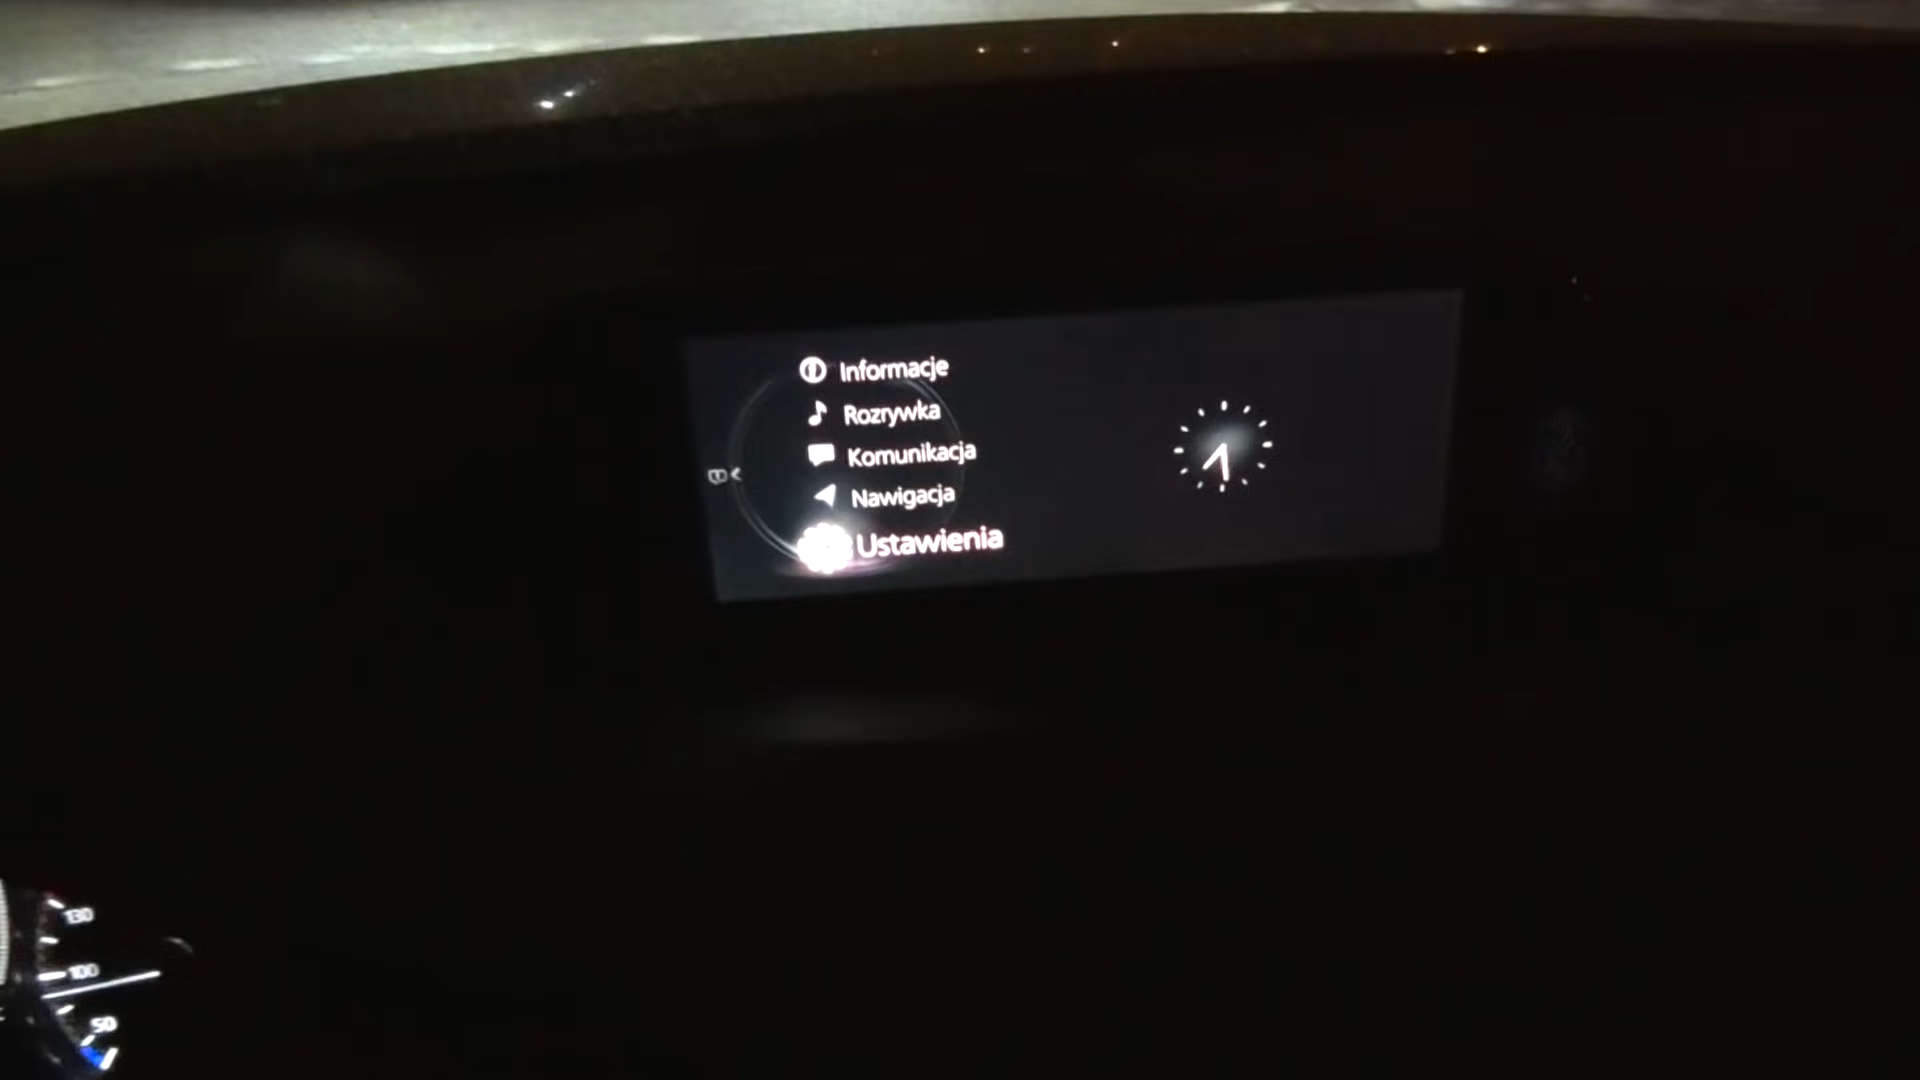 Informacje
Rozrywka
Komunikacja
Nawigacja
Ustawienia
130
100
50